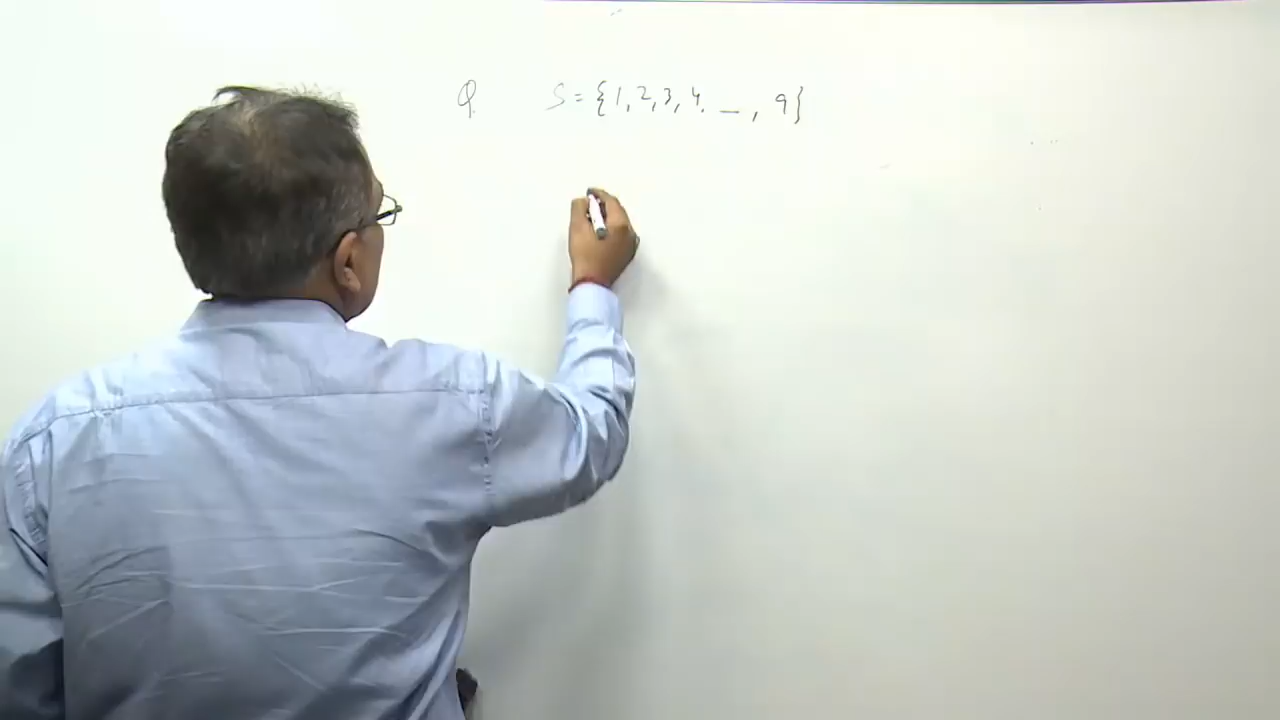 Q. S = {1, 2, 3, 4, _ , 9}